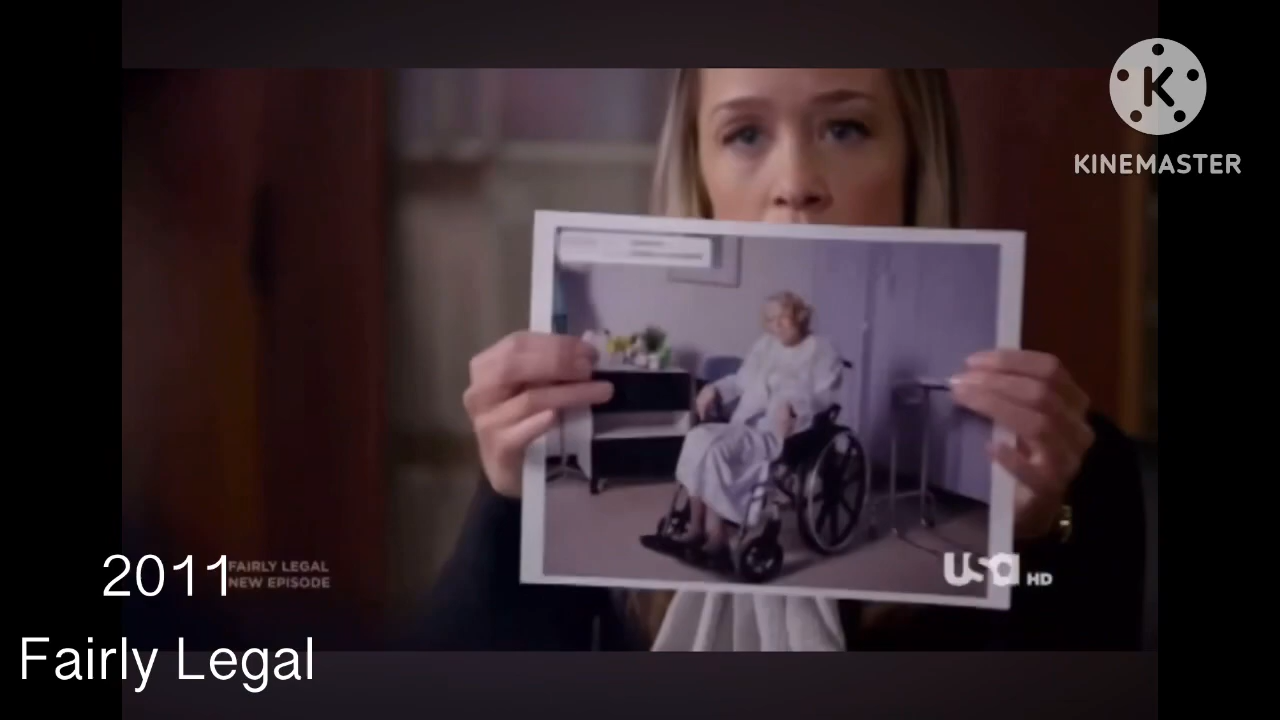 KINEMASTER
2011
FAIRLY LEGAL
NEW EPISODE
USA HD
Fairly Legal